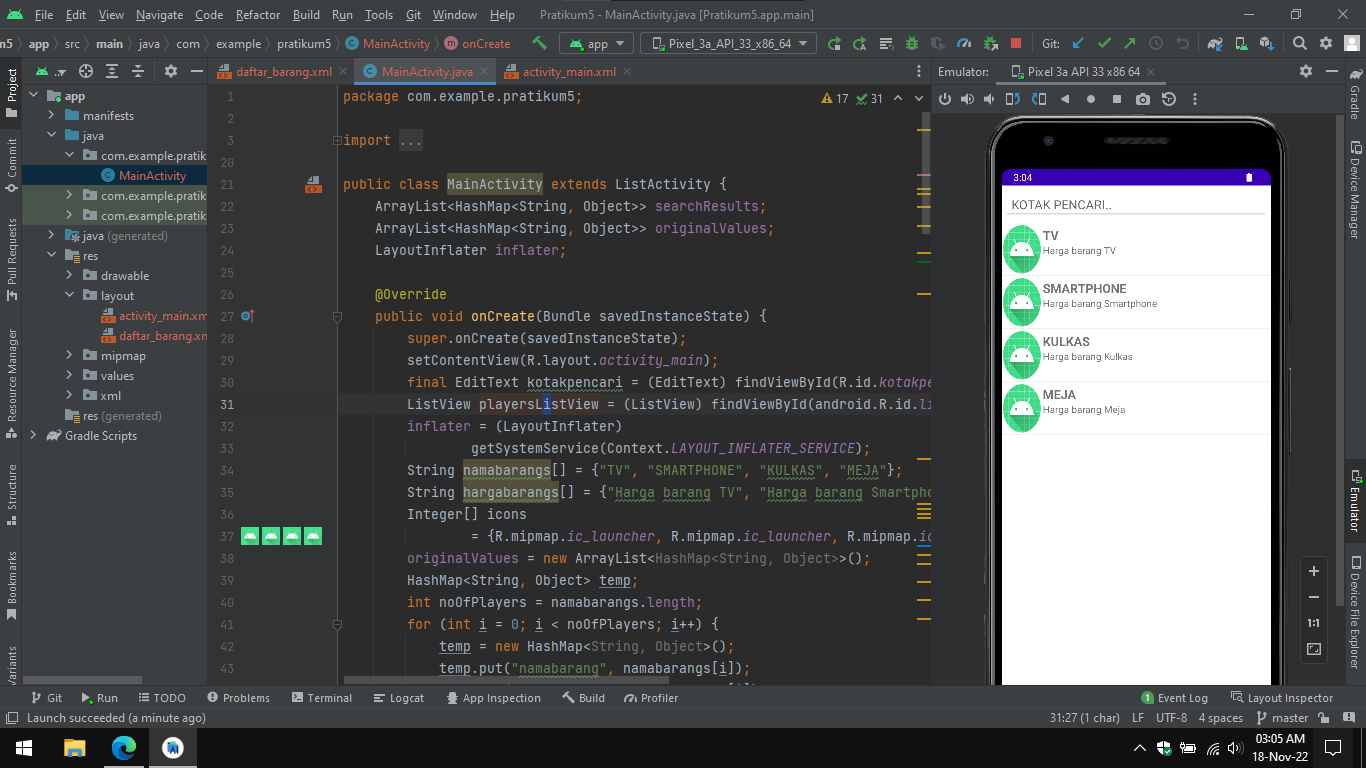 File Edit View Navigate Code Refactor Build Run Tools Git Window Help Pratikum5 - MainActivity.java [Pratikum5.app.main]
m5 app src main java com example pratikum5 MainActivity onCreate app Pixel_3a_API_33_x86_64 Git:
daftar_barang.xml MainActivity.java activity_main.xml Emulator: Pixel 3a API 33 x86 64
Project
Commit
Pull Requests
Resource Manager
Structure
Bookmarks
Variants
app
manifests
java
com.example.pratik
MainActivity
com.example.pratik
com.example.pratik
java (generated)
res
drawable
layout
activity_main.xm
daftar_barang.xm
mipmap
values
xml
res (generated)
Gradle Scripts
17 31
1 package com.example.pratikum5;
2
3 import ...
20
21 public class MainActivity extends ListActivity {
22 ArrayList<HashMap<String, Object>> searchResults;
23 ArrayList<HashMap<String, Object>> originalValues;
24 LayoutInflater inflater;
25
26 @Override
27 public void onCreate(Bundle savedInstanceState) {
28 super.onCreate(savedInstanceState);
29 setContentView(R.layout.activity_main);
30 final EditText kotakpencari = (EditText) findViewById(R.id.kotakpe
31 ListView playersListView = (ListView) findViewById(android.R.id.li
32 inflater = (LayoutInflater)
33 getSystemService(Context.LAYOUT_INFLATER_SERVICE);
34 String namabarangs[] = {"TV", "SMARTPHONE", "KULKAS", "MEJA"};
35 String hargabarangs[] = {"Harga barang TV", "Harga barang Smartpho
36 Integer[] icons
37 = {R.mipmap.ic_launcher, R.mipmap.ic_launcher, R.mipmap.ic
38 originalValues = new ArrayList<HashMap<String, Object>>();
39 HashMap<String, Object> temp;
40 int noOfPlayers = namabarangs.length;
41 for (int i = 0; i < noOfPlayers; i++) {
42 temp = new HashMap<String, Object>();
43 temp.put("namabarang", namabarangs[i]);
3:04
KOTAK PENCARI..
TV
Harga barang TV
SMARTPHONE
Harga barang Smartphone
KULKAS
Harga barang Kulkas
MEJA
Harga barang Meja
1:1
Gradle
Device Manager
Emulator
Device File Explorer
Git Run TODO Problems Terminal Logcat App Inspection Build Profiler 1 Event Log Layout Inspector
Launch succeeded (a minute ago) 31:27 (1 char) LF UTF-8 4 spaces master
03:05 AM
18-Nov-22